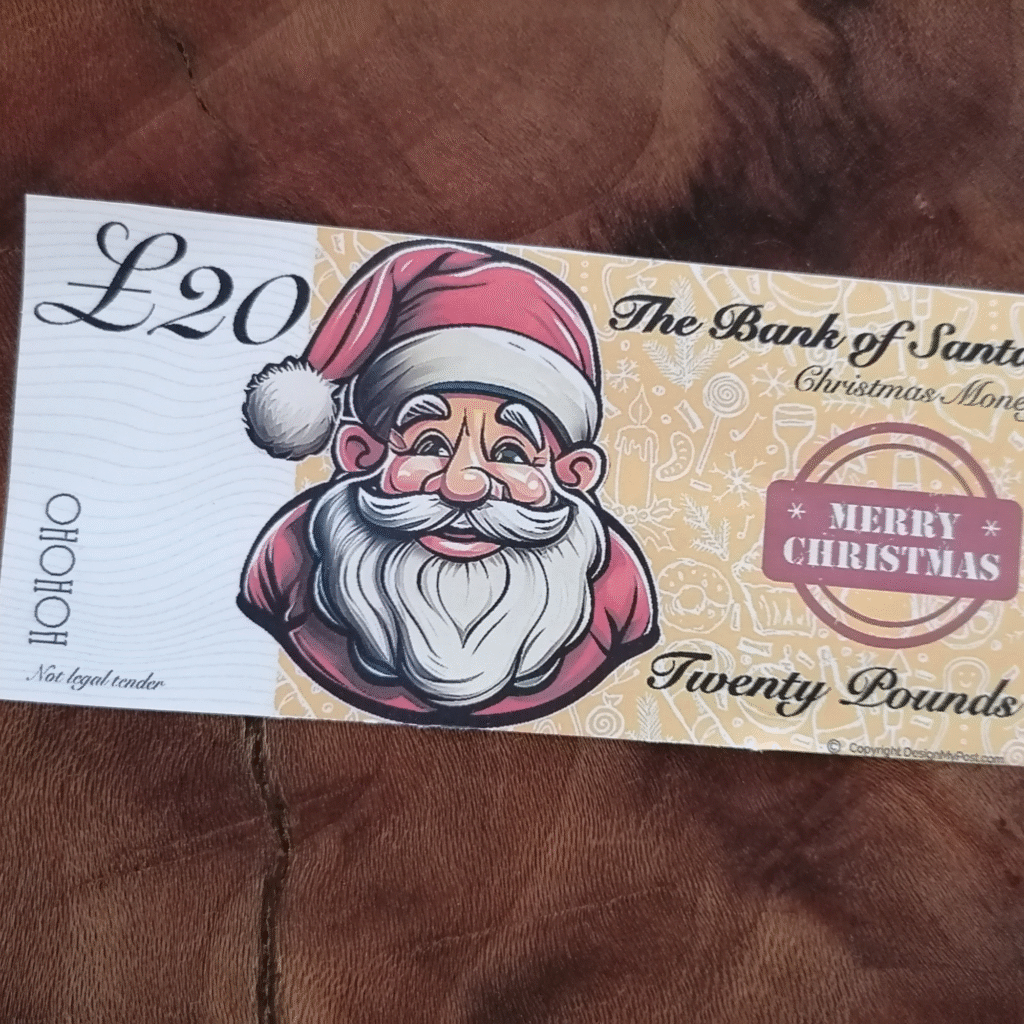 £20
The Bank of Santa
Christmas Money
MERRY
CHRISTMAS
HOHOHO
Twenty Pounds
Not legal tender
© Copyright DesignMyPost.com